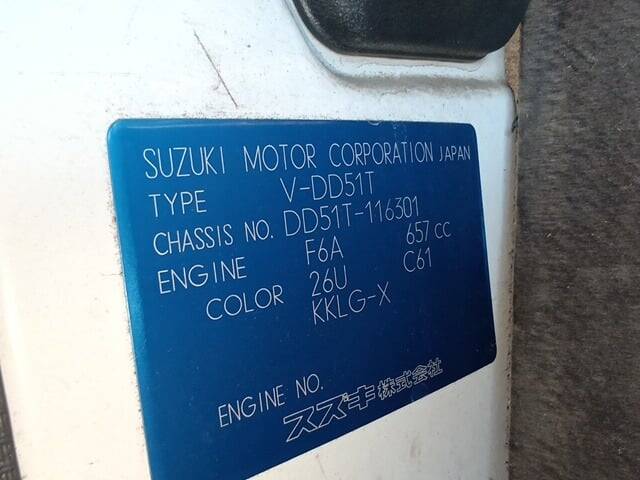 SUZUKI MOTOR CORPORATION JAPAN
TYPE V-DD51T
CHASSIS NO. DD51T-116301
ENGINE F6A 657 CC
COLOR 26U C61
KKLG-X
ENGINE NO.
スズキ株式会社